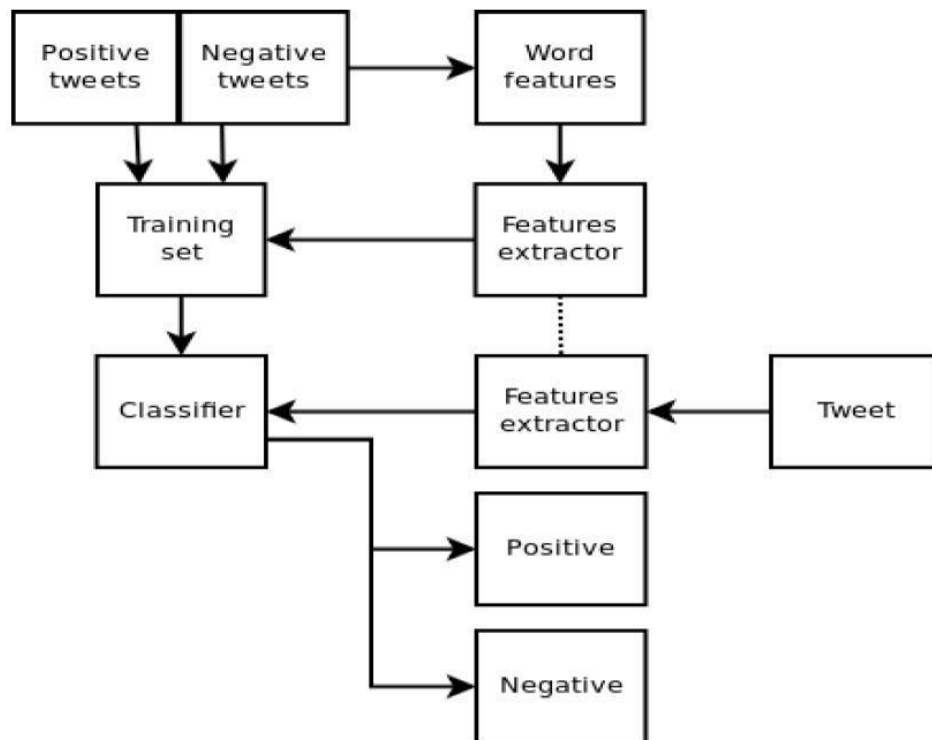 Positive
tweets
Negative
tweets
Word
features
Training
set
Features
extractor
Classifier
Features
extractor
Tweet
Positive
Negative